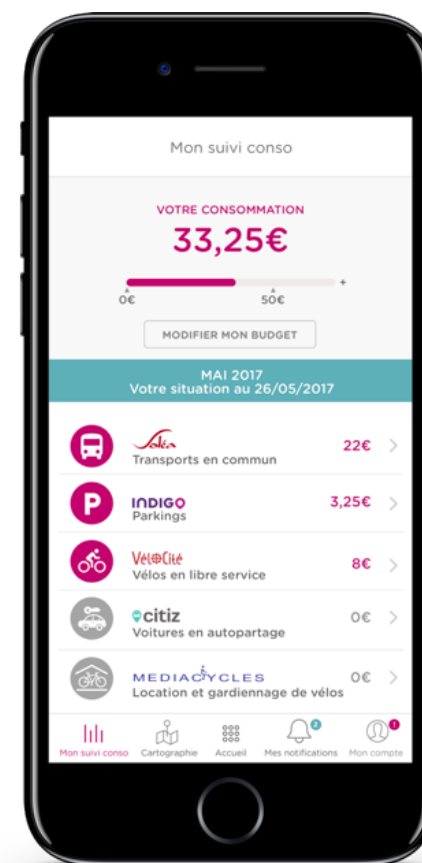 Mon suivi conso
VOTRE CONSOMMATION
33,25€
+
0€ 50€
MODIFIER MON BUDGET
MAI 2017
Votre situation au 26/05/2017
Soléa
22€
Transports en commun
P
INDIGO
3,25€
Parkings
VéloCité
8€
Vélos en libre service
citiz
0€
Voitures en autopartage
MEDIACYCLES
0€
Location et gardiennage de vélos
2
!
Mon suivi conso Cartographie Accueil Mes notifications Mon compte